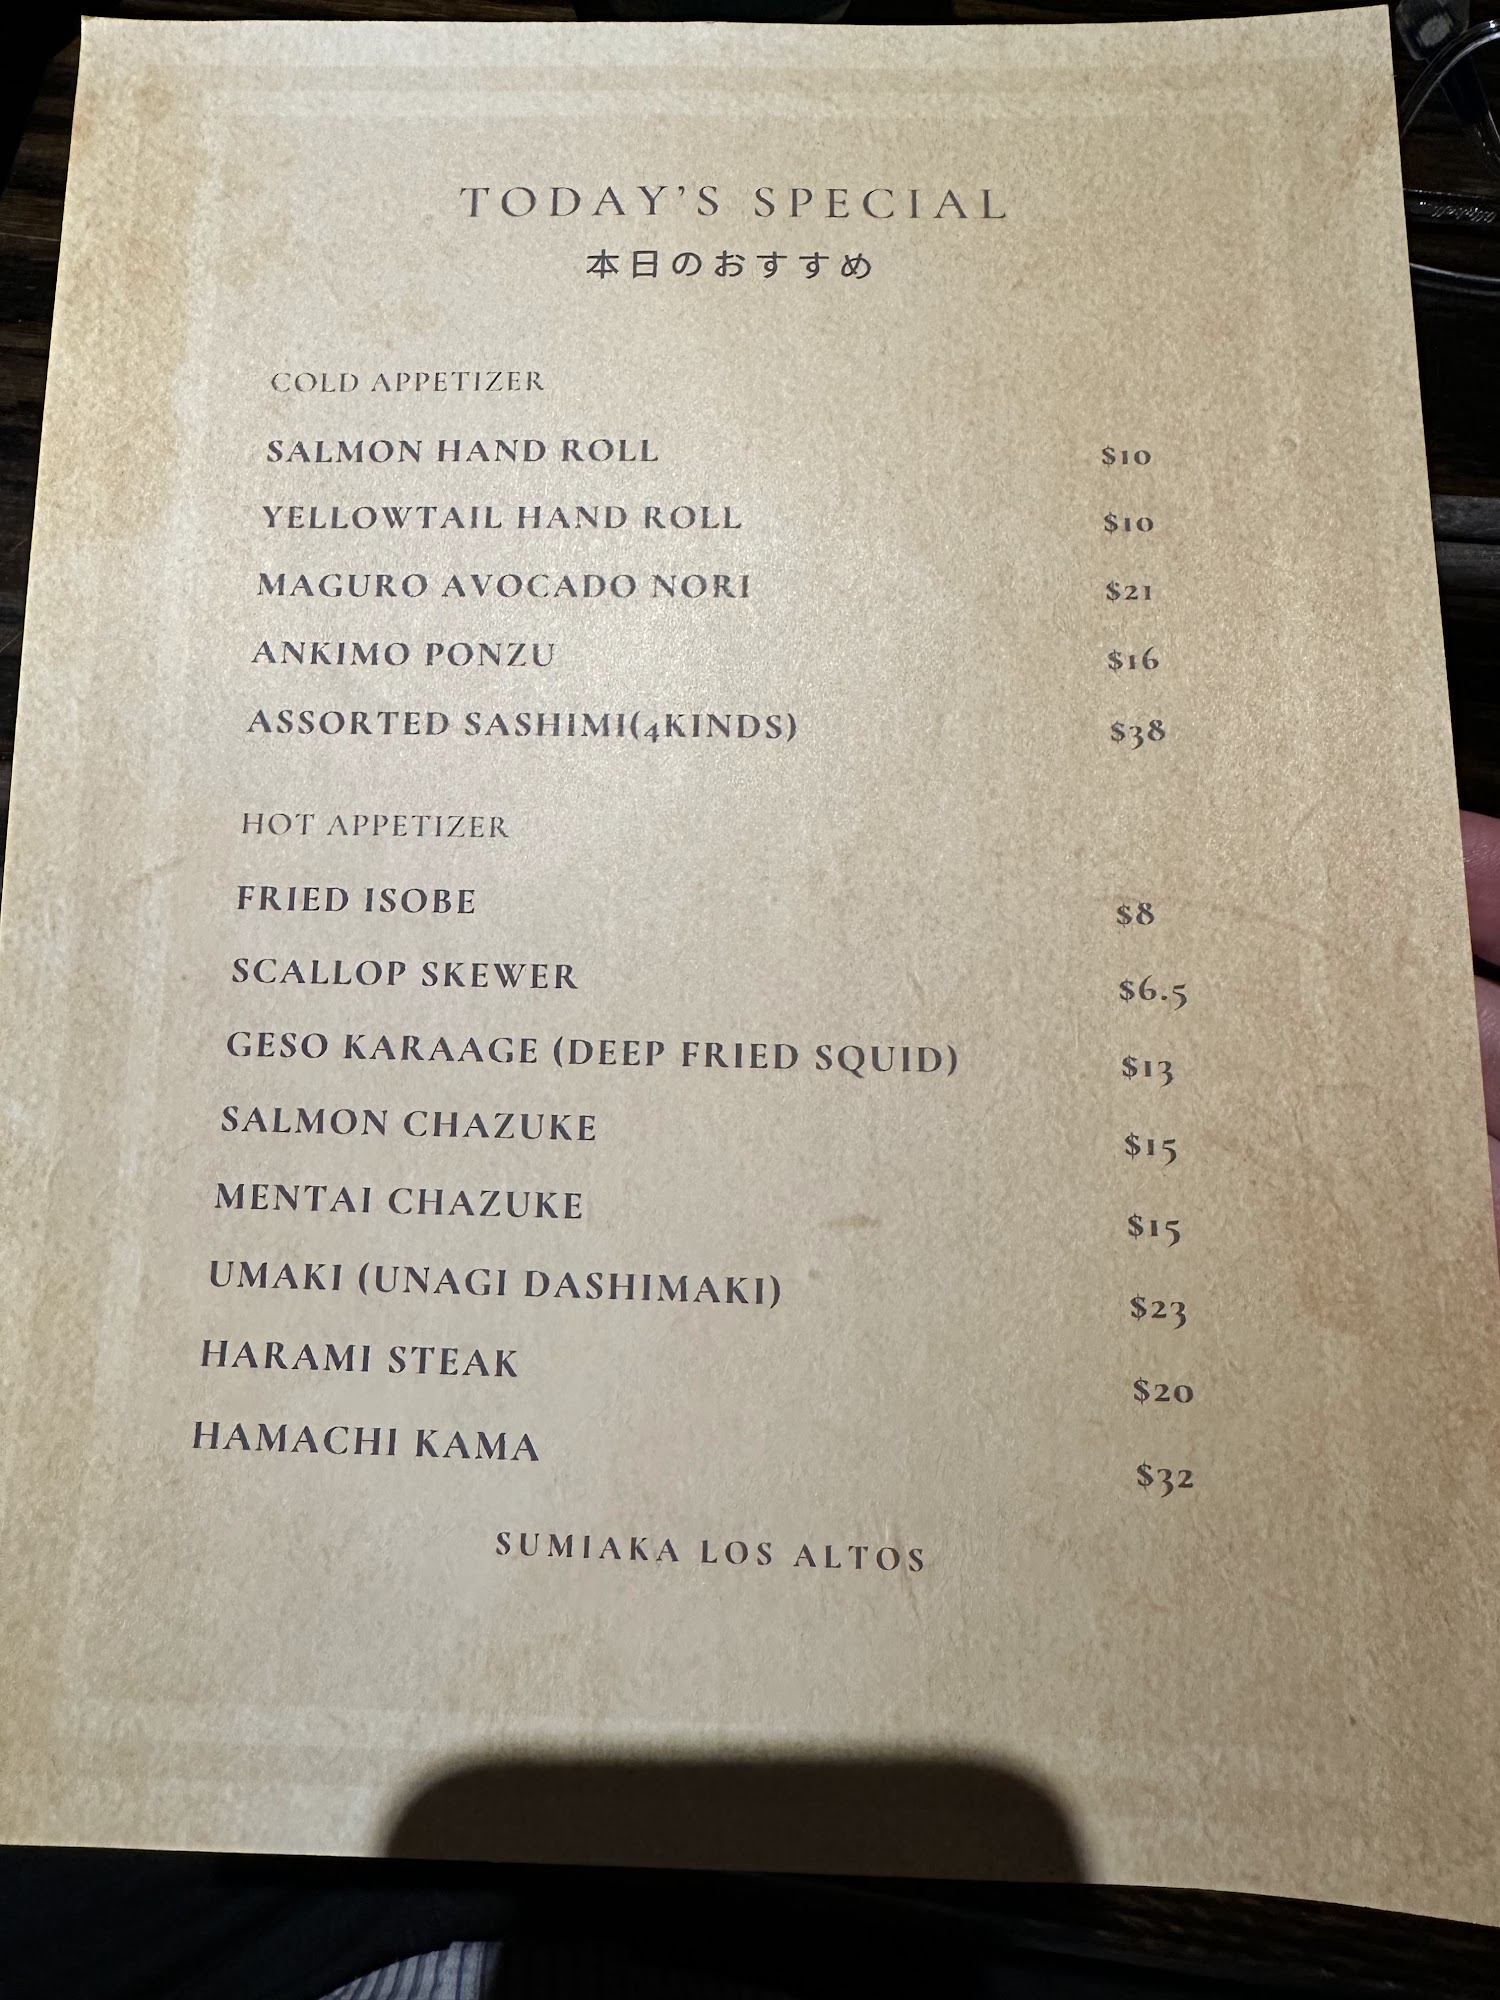 TODAY'S SPECIAL
本日のおすすめ
COLD APPETIZER
SALMON HAND ROLL $10
YELLOWTAIL HAND ROLL $10
MAGURO AVOCADO NORI $21
ANKIMO PONZU $16
ASSORTED SASHIMI(4KINDS) $38
HOT APPETIZER
FRIED ISOBE $8
SCALLOP SKEWER $6.5
GESO KARAAGE (DEEP FRIED SQUID) $13
SALMON CHAZUKE $15
MENTAI CHAZUKE $15
UMAKI (UNAGI DASHIMAKI) $23
HARAMI STEAK $20
HAMACHI KAMA $32
SUMIAKA LOS ALTOS